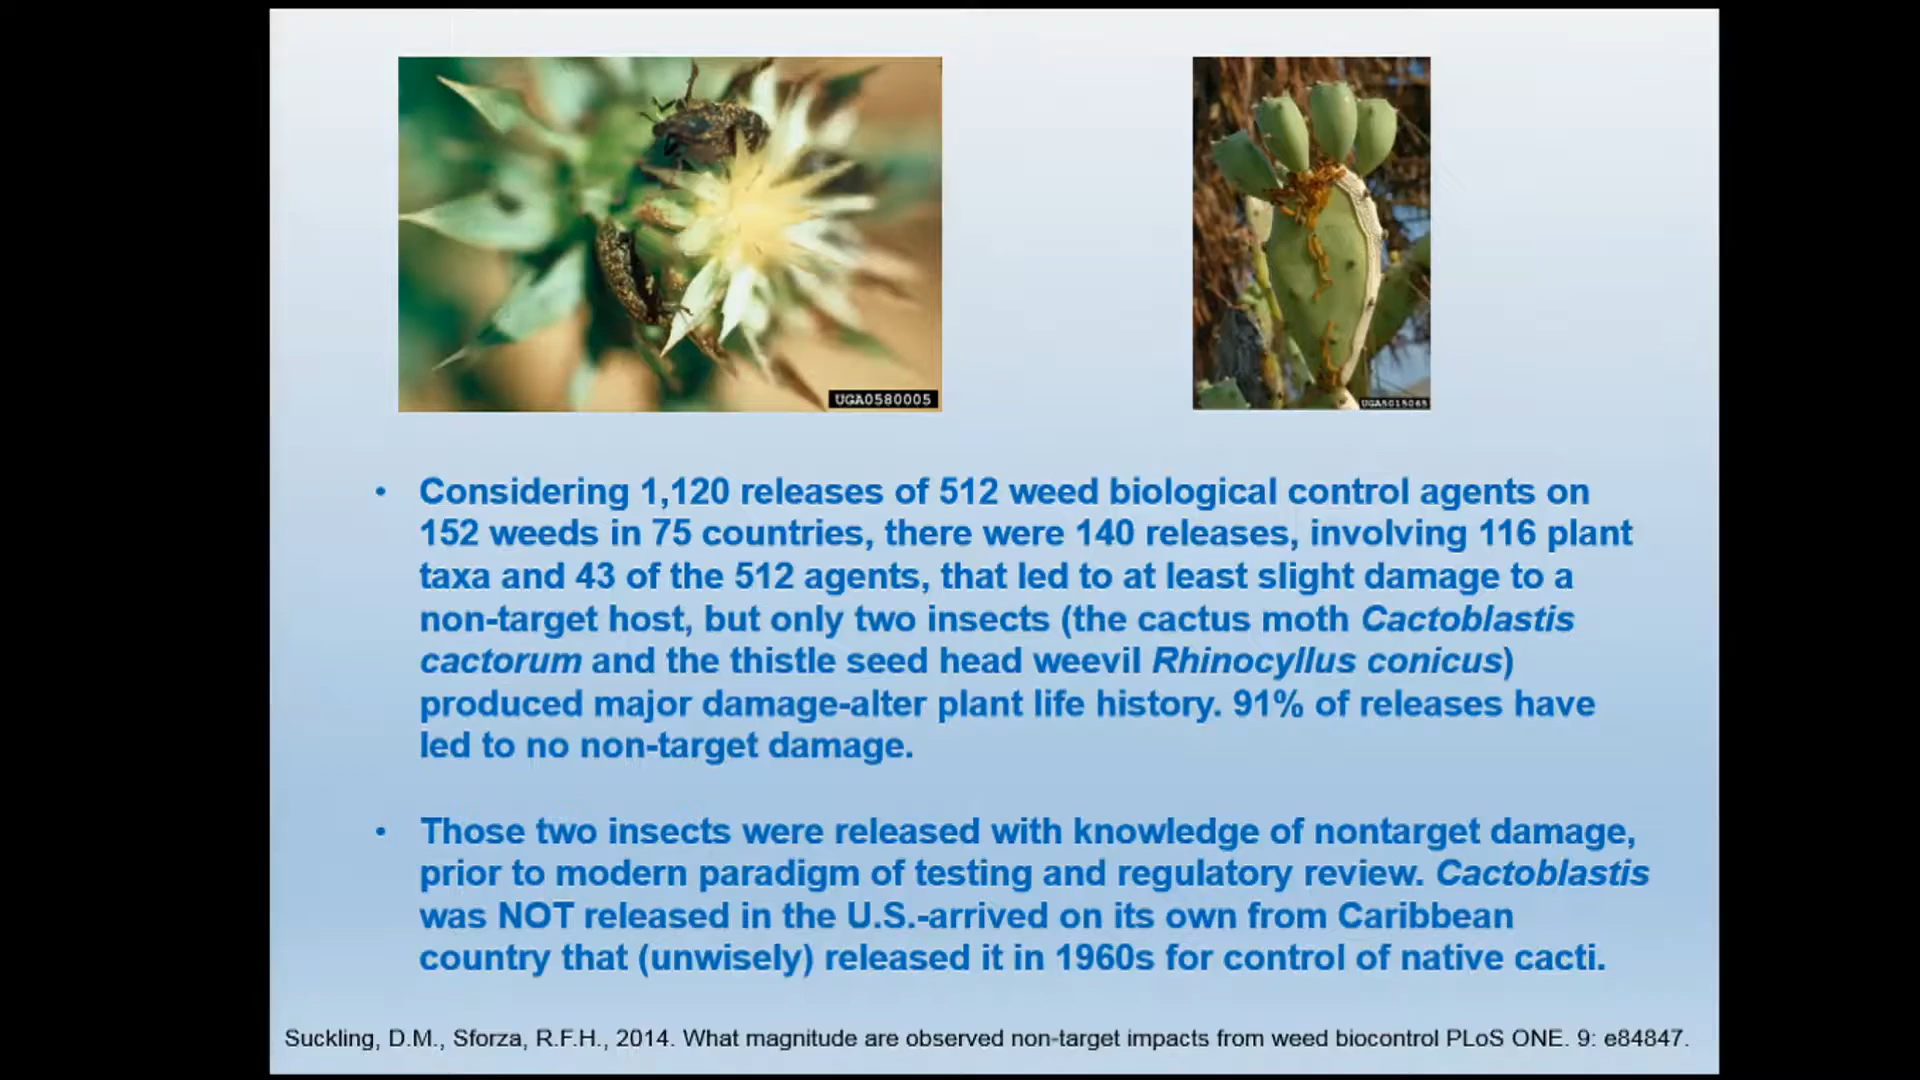 UGA0580005
UGA5015065
• Considering 1,120 releases of 512 weed biological control agents on
152 weeds in 75 countries, there were 140 releases, involving 116 plant
taxa and 43 of the 512 agents, that led to at least slight damage to a
non-target host, but only two insects (the cactus moth Cactoblastis
cactorum and the thistle seed head weevil Rhinocyllus conicus)
produced major damage-alter plant life history. 91% of releases have
led to no non-target damage.
• Those two insects were released with knowledge of nontarget damage,
prior to modern paradigm of testing and regulatory review. Cactoblastis
was NOT released in the U.S.-arrived on its own from Caribbean
country that (unwisely) released it in 1960s for control of native cacti.
Suckling, D.M., Sforza, R.F.H., 2014. What magnitude are observed non-target impacts from weed biocontrol PLoS ONE. 9: e84847.